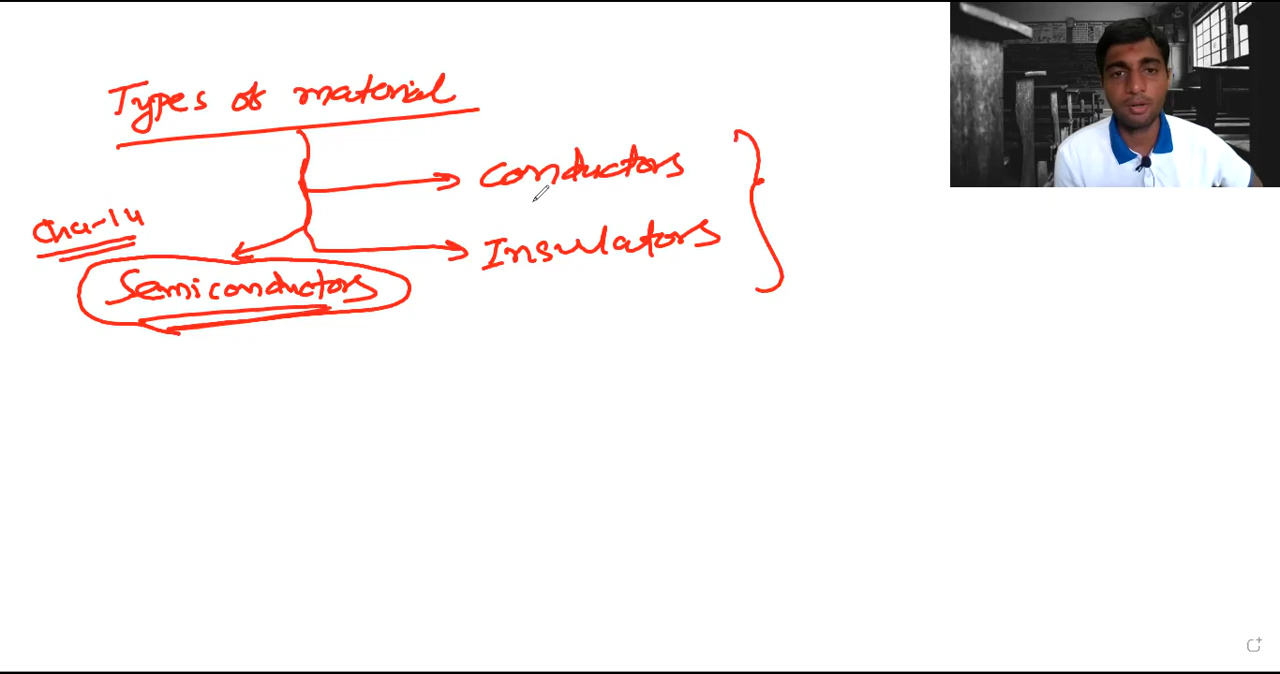 Types of material
Conductors
Cha-14
Insulators
Semiconductors